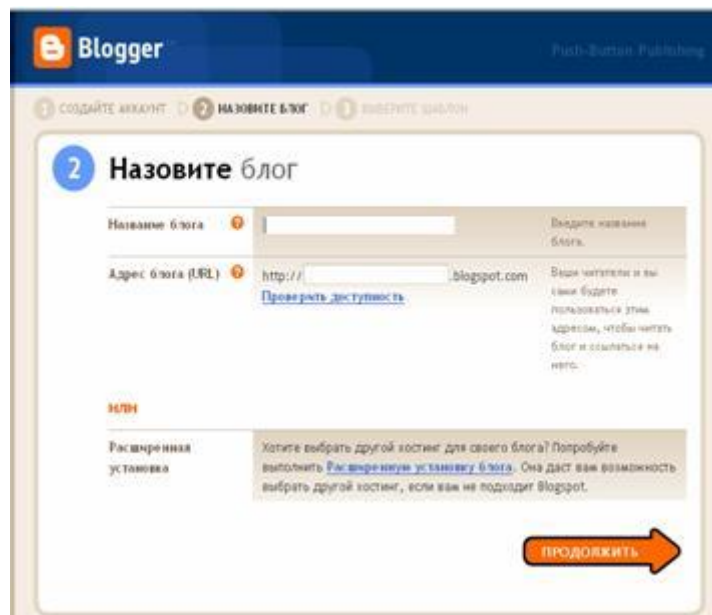 Blogger
Push-Button Publishing
1 СОЗДАЙТЕ АККАУНТ 2 НАЗОВИТЕ БЛОГ 3 ВЫБЕРИТЕ ШАБЛОН
2 Назовите блог
Название блога ? Введите название
блога.
Адрес блога (URL) ? http:// .blogspot.com Ваши читатели и вы
Проверить доступность сами будете
пользоваться этим
адресом, чтобы читать
блог и ссылаться на
него.
или
Расширенная Хотите выбрать другой хостинг для своего блога? Попробуйте
установка выполнить Расширенную установку блога. Она даст вам возможность
выбрать другой хостинг, если вам не подходит Blogspot.
ПРОДОЛЖИТЬ